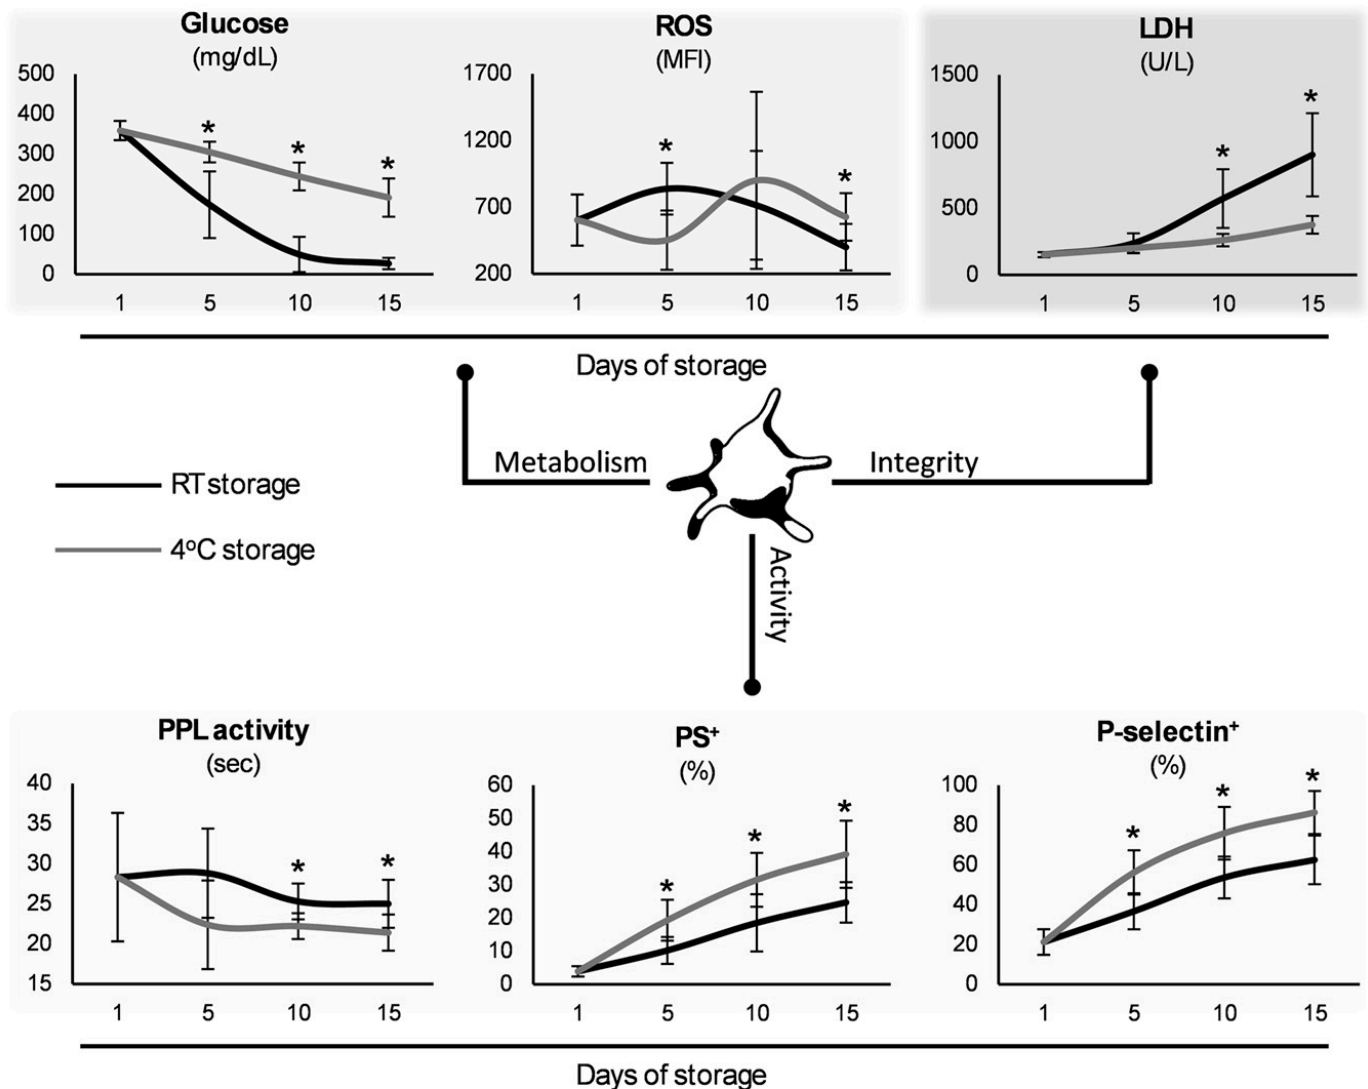 Glucose
(mg/dL)
500
400
300
200
100
0
*
*
*
1 5 10 15
ROS
(MFI)
1700
1200
700
200
*
*
1 5 10 15
LDH
(U/L)
1500
1000
500
0
*
*
1 5 10 15
Days of storage
Metabolism
Integrity
Activity
RT storage
4°C storage
PPL activity
(sec)
40
35
30
25
20
15
*
*
1 5 10 15
PS⁺
(%)
60
50
40
30
20
10
0
*
*
*
1 5 10 15
P-selectin⁺
(%)
100
80
60
40
20
0
*
*
*
1 5 10 15
Days of storage